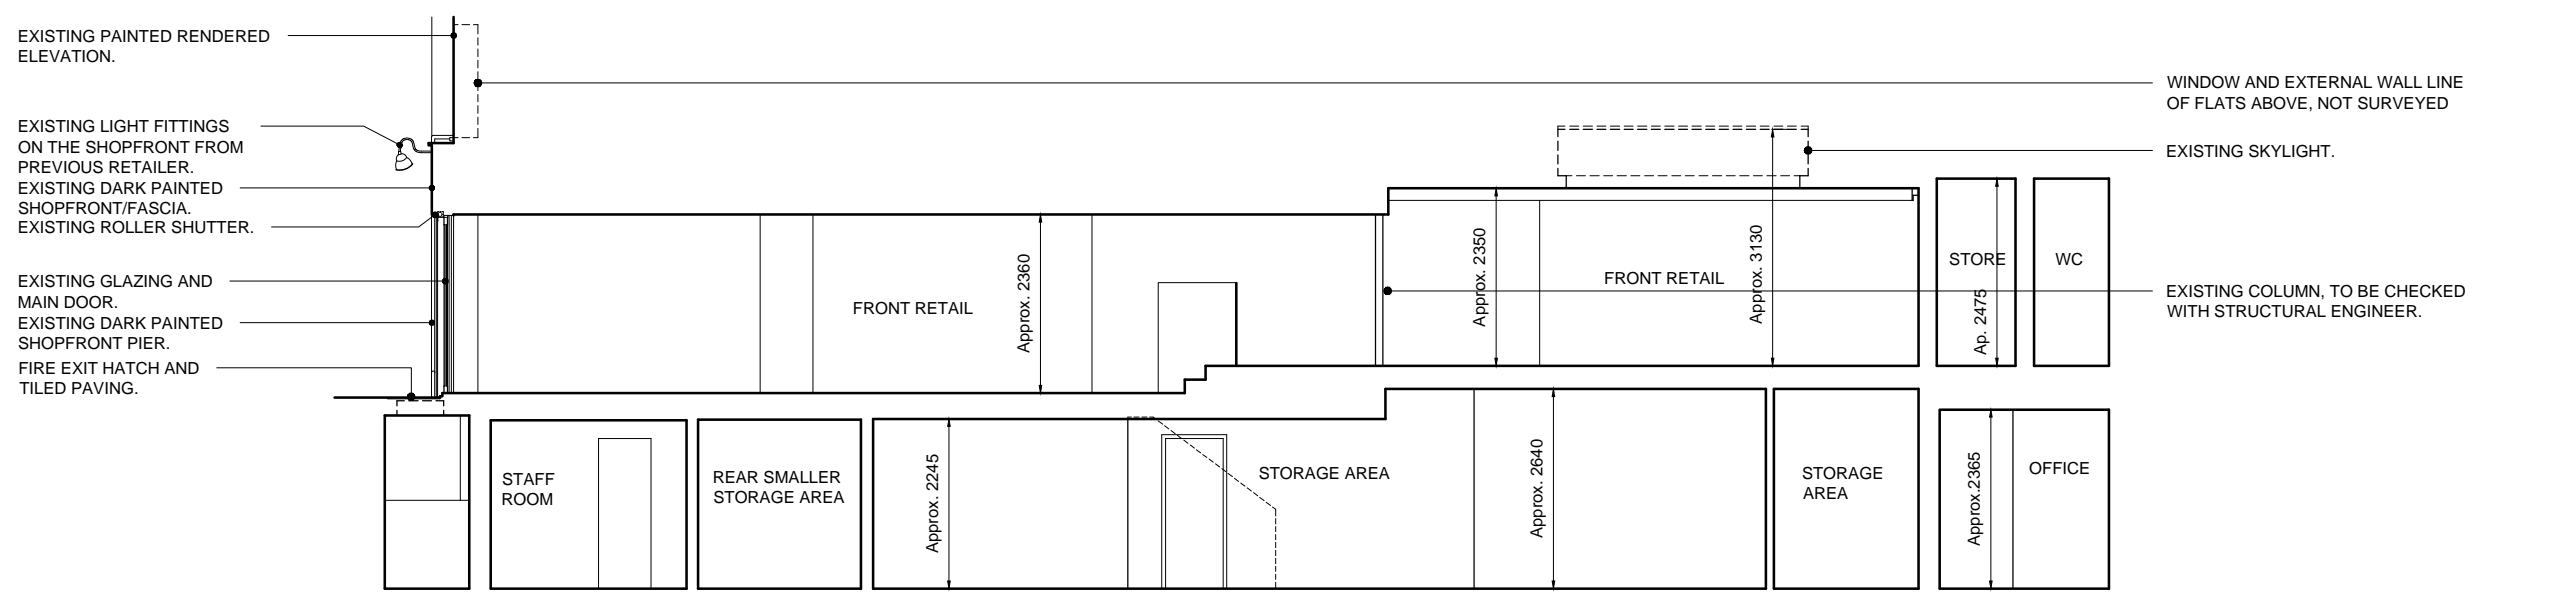 EXISTING PAINTED RENDERED
ELEVATION.
EXISTING LIGHT FITTINGS
ON THE SHOPFRONT FROM
PREVIOUS RETAILER.
EXISTING DARK PAINTED
SHOPFRONT/FASCIA.
EXISTING ROLLER SHUTTER.
EXISTING GLAZING AND
MAIN DOOR.
EXISTING DARK PAINTED
SHOPFRONT PIER.
FIRE EXIT HATCH AND
TILED PAVING.
FRONT RETAIL
Approx. 2360
Approx. 2350
FRONT RETAIL
Approx. 3130
STORE
Ap. 2475
WC
WINDOW AND EXTERNAL WALL LINE
OF FLATS ABOVE, NOT SURVEYED
EXISTING SKYLIGHT.
EXISTING COLUMN, TO BE CHECKED
WITH STRUCTURAL ENGINEER.
STAFF
ROOM
REAR SMALLER
STORAGE AREA
Approx. 2245
STORAGE AREA
Approx. 2640
STORAGE
AREA
Approx.2365
OFFICE